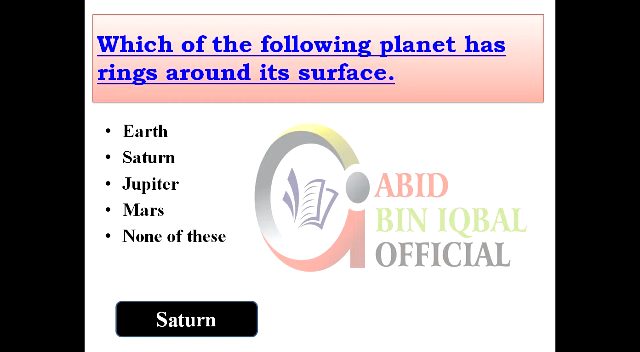 Which of the following planet has
rings around its surface.
• Earth
• Saturn
• Jupiter
• Mars
• None of these
ABID
BIN IQBAL
OFFICIAL
Saturn